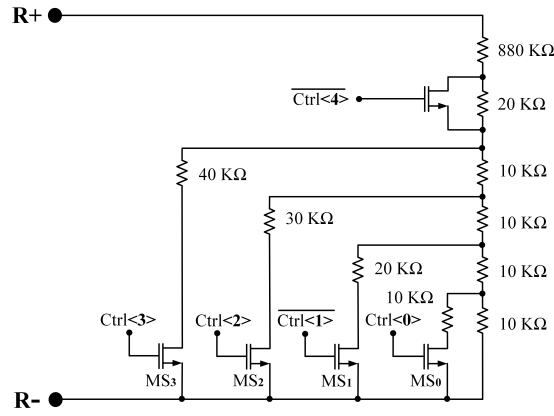 R+
880 KΩ
Ctrl<4>
20 KΩ
40 KΩ
10 KΩ
30 KΩ
10 KΩ
20 KΩ
10 KΩ
10 KΩ
Ctrl<3>
Ctrl<2>
Ctrl<1>
Ctrl<0>
10 KΩ
MS3
MS2
MS1
MS0
R-